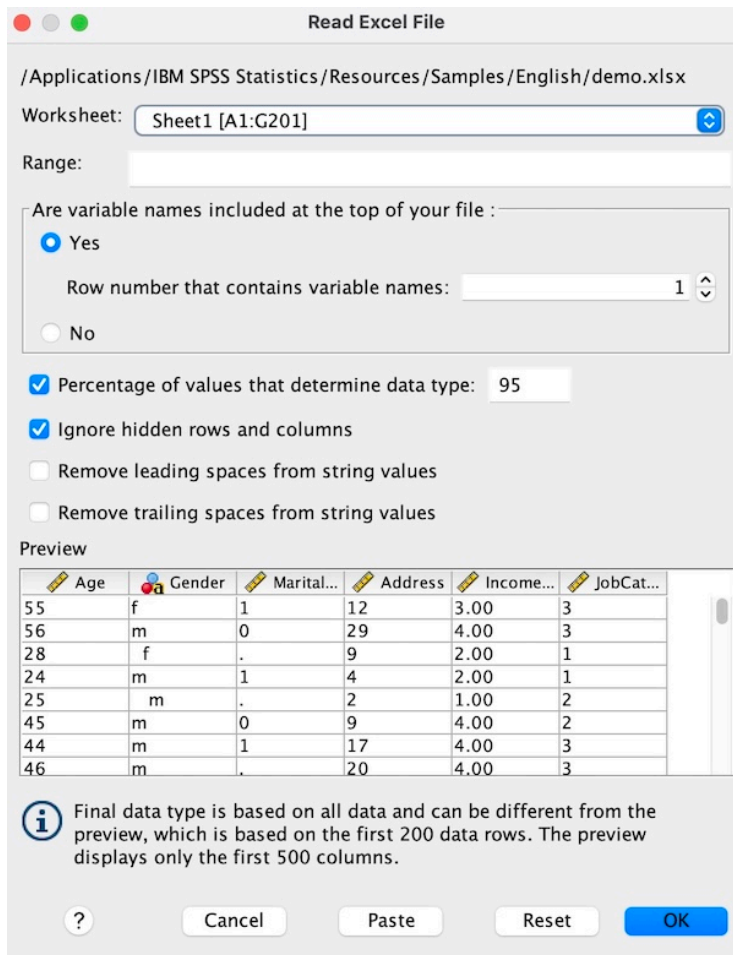 Read Excel File
/Applications/IBM SPSS Statistics/Resources/Samples/English/demo.xlsx
Worksheet: Sheet1 [A1:G201]
Range:
Are variable names included at the top of your file :
Yes
Row number that contains variable names: 1
No
Percentage of values that determine data type: 95
Ignore hidden rows and columns
Remove leading spaces from string values
Remove trailing spaces from string values
Preview
Age Gender Marital... Address Income... JobCat...
55 f 1 12 3.00 3
56 m 0 29 4.00 3
28 f . 9 2.00 1
24 m 1 4 2.00 1
25 m . 2 1.00 2
45 m 0 9 4.00 2
44 m 1 17 4.00 3
46 m . 20 4.00 3
Final data type is based on all data and can be different from the
preview, which is based on the first 200 data rows. The preview
displays only the first 500 columns.
? Cancel Paste Reset OK